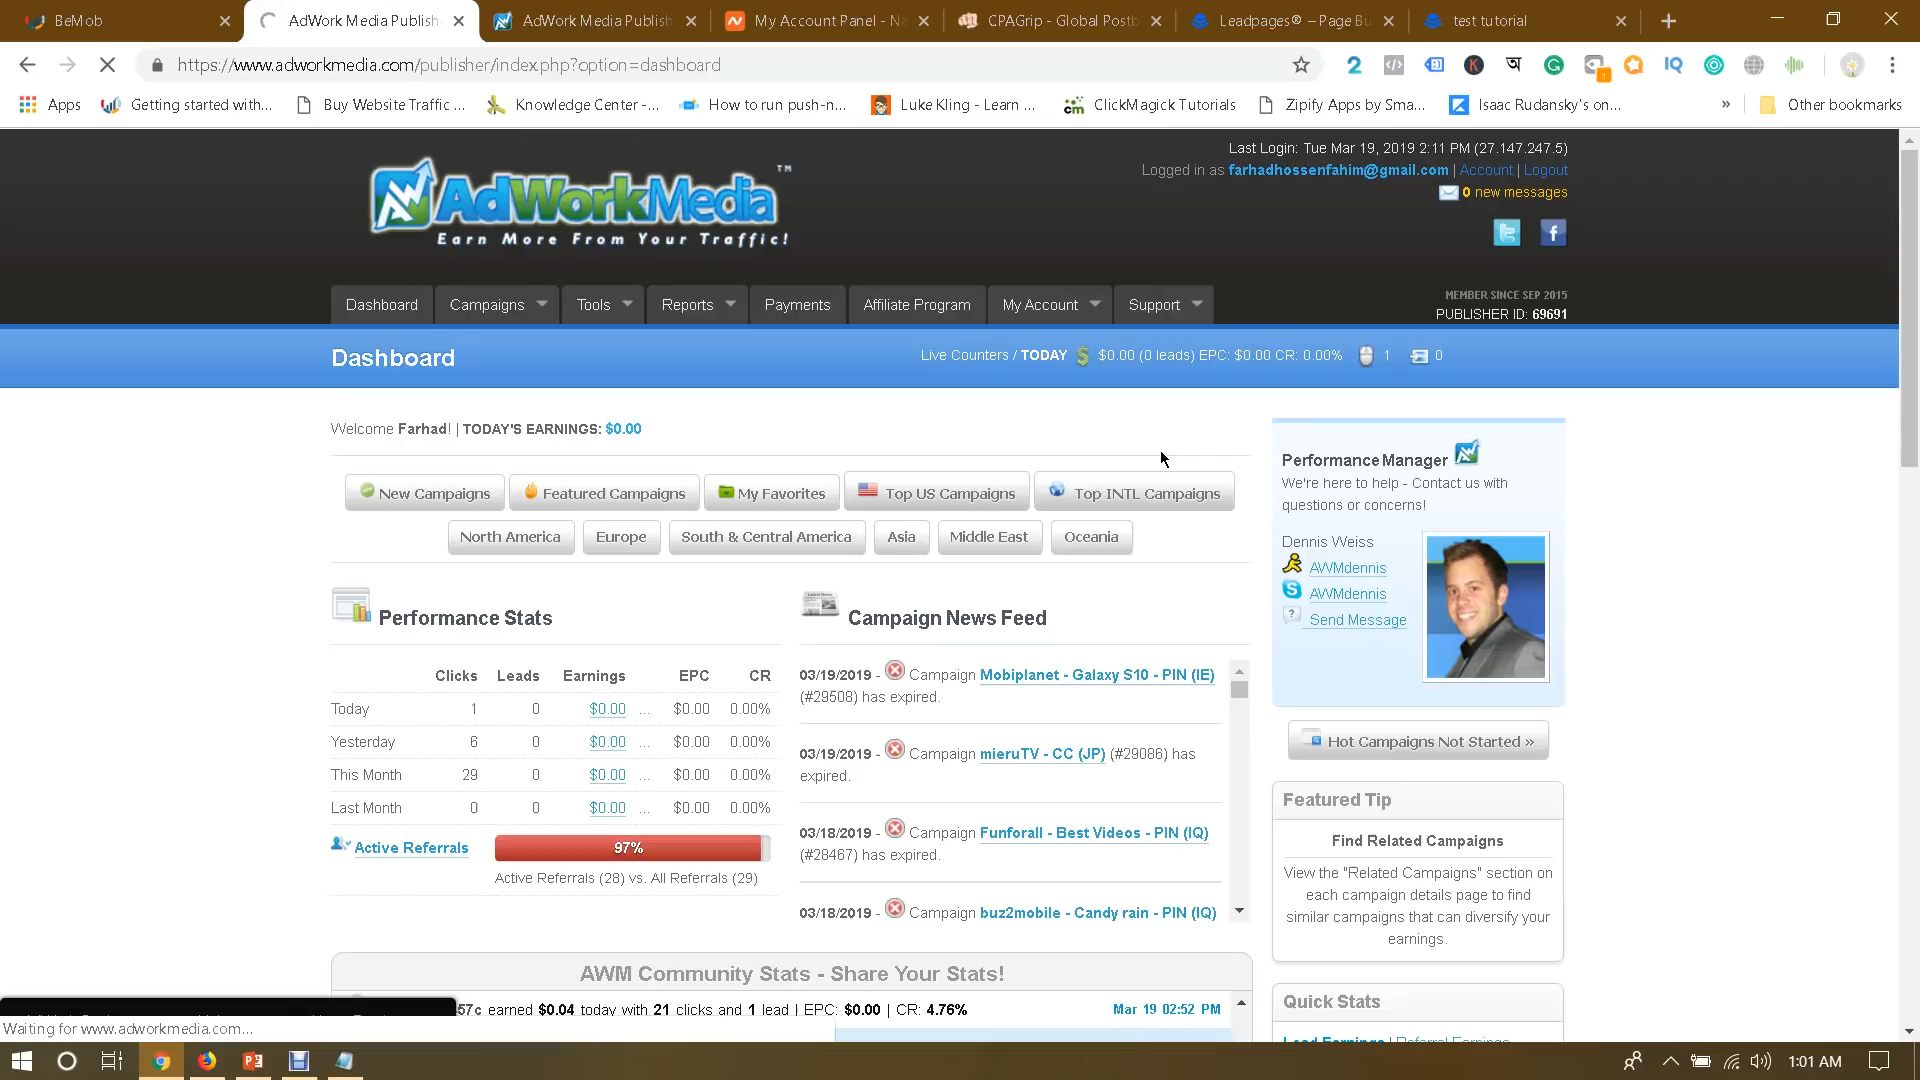 BeMob
AdWork Media Publish
AdWork Media Publish
My Account Panel - Na
CPAGrip - Global Postb
Leadpages® – Page Bu
test tutorial
https://www.adworkmedia.com/publisher/index.php?option=dashboard
Apps
Getting started with...
Buy Website Traffic ...
Knowledge Center -...
How to run push-n...
Luke Kling - Learn ...
ClickMagick Tutorials
Zipify Apps by Sma...
Isaac Rudansky's on...
»
Other bookmarks
Last Login: Tue Mar 19, 2019 2:11 PM (27.147.247.5)
Logged in as farhadhossenfahim@gmail.com | Account | Logout
0 new messages
AdWorkMedia™
Earn More From Your Traffic!
Dashboard
Campaigns
Tools
Reports
Payments
Affiliate Program
My Account
Support
MEMBER SINCE SEP 2015
PUBLISHER ID: 69691
Dashboard
Live Counters / TODAY $0.00 (0 leads) EPC: $0.00 CR: 0.00% 1 0
Welcome Farhad! | TODAY'S EARNINGS: $0.00
New Campaigns
Featured Campaigns
My Favorites
Top US Campaigns
Top INTL Campaigns
North America
Europe
South & Central America
Asia
Middle East
Oceania
Performance Stats
Clicks Leads Earnings EPC CR
Today 1 0 $0.00 ... $0.00 0.00%
Yesterday 6 0 $0.00 ... $0.00 0.00%
This Month 29 0 $0.00 ... $0.00 0.00%
Last Month 0 0 $0.00 ... $0.00 0.00%
Active Referrals
97%
Active Referrals (28) vs. All Referrals (29)
Campaign News Feed
03/19/2019 - Campaign Mobiplanet - Galaxy S10 - PIN (IE)
(#29508) has expired.
03/19/2019 - Campaign mieruTV - CC (JP) (#29086) has
expired.
03/18/2019 - Campaign Funforall - Best Videos - PIN (IQ)
(#28467) has expired.
03/18/2019 - Campaign buz2mobile - Candy rain - PIN (IQ)
Performance Manager
We're here to help - Contact us with
questions or concerns!
Dennis Weiss
AWMdennis
AWMdennis
Send Message
Hot Campaigns Not Started »
Featured Tip
Find Related Campaigns
View the "Related Campaigns" section on
each campaign details page to find
similar campaigns that can diversify your
earnings.
Quick Stats
Lead Earnings | Referral Earnings
AWM Community Stats - Share Your Stats!
57c earned $0.04 today with 21 clicks and 1 lead | EPC: $0.00 | CR: 4.76%
Mar 19 02:52 PM
Waiting for www.adworkmedia.com...
1:01 AM